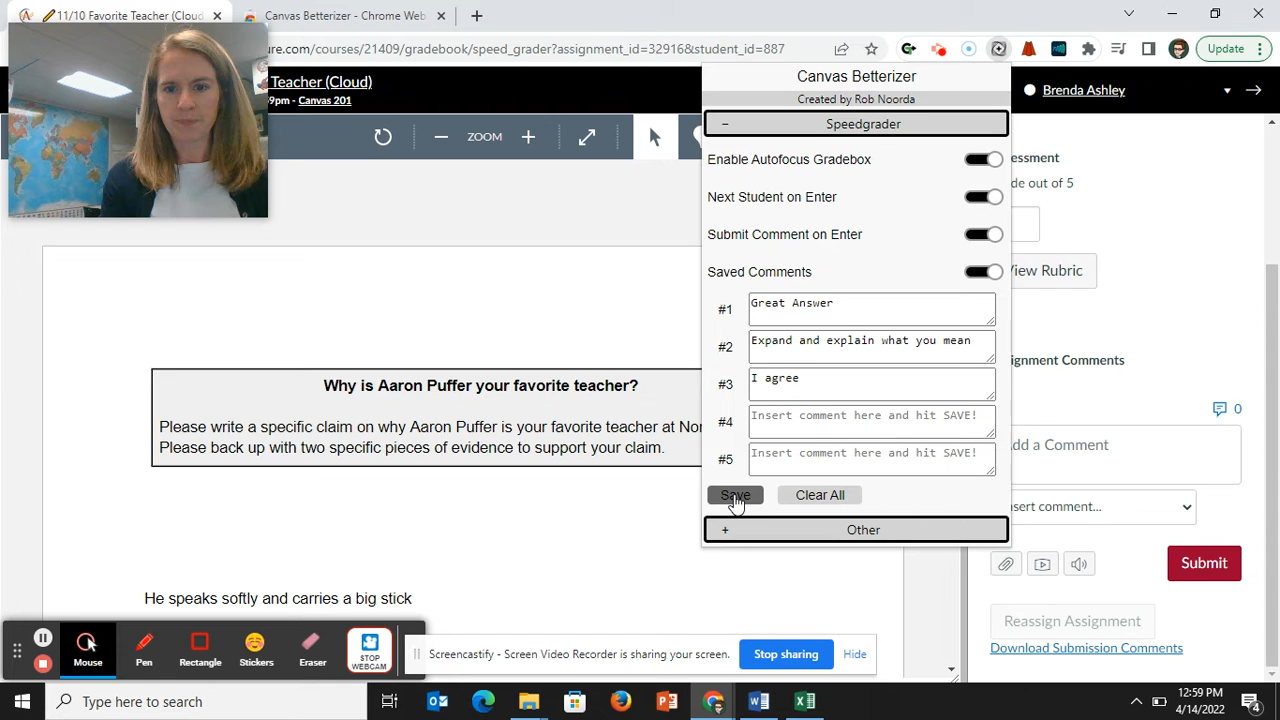 11/10 Favorite Teacher (Cloud)
Canvas Betterizer - Chrome Web
ure.com/courses/21409/gradebook/speed_grader?assignment_id=32916&student_id=887
Update
Teacher (Cloud)
9pm - Canvas 201
Canvas Betterizer
Created by Rob Noorda
Brenda Ashley
− Speedgrader
ZOOM
Enable Autofocus Gradebox
Next Student on Enter
Submit Comment on Enter
Saved Comments
#1 Great Answer
#2 Expand and explain what you mean
#3 I agree
#4 Insert comment here and hit SAVE!
#5 Insert comment here and hit SAVE!
Save Clear All
+ Other
essment
de out of 5
View Rubric
ignment Comments
0
Add a Comment
nsert comment...
Submit
Reassign Assignment
Download Submission Comments
Why is Aaron Puffer your favorite teacher?
Please write a specific claim on why Aaron Puffer is your favorite teacher at Nor
Please back up with two specific pieces of evidence to support your claim.
He speaks softly and carries a big stick
Mouse Pen Rectangle Stickers Eraser STOP WEBCAM
Screencastify - Screen Video Recorder is sharing your screen. Stop sharing Hide
Type here to search
12:59 PM
4/14/2022
4